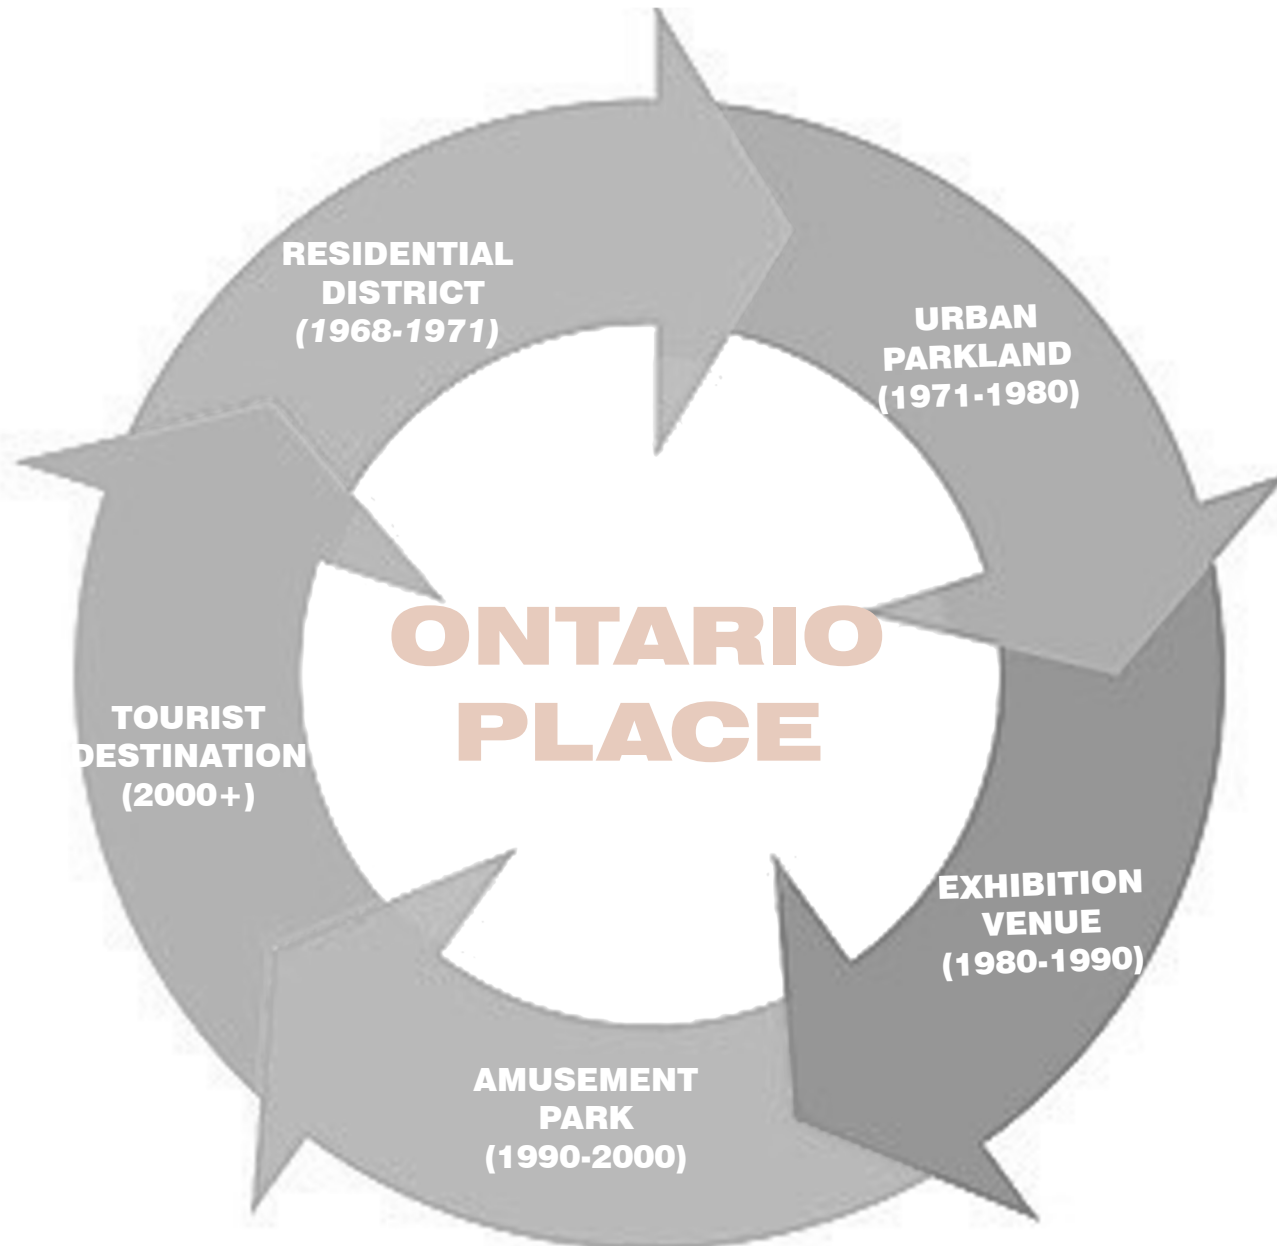 RESIDENTIAL
DISTRICT
(1968-1971)
URBAN
PARKLAND
(1971-1980)
ONTARIO
PLACE
TOURIST
DESTINATION
(2000+)
EXHIBITION
VENUE
(1980-1990)
AMUSEMENT
PARK
(1990-2000)